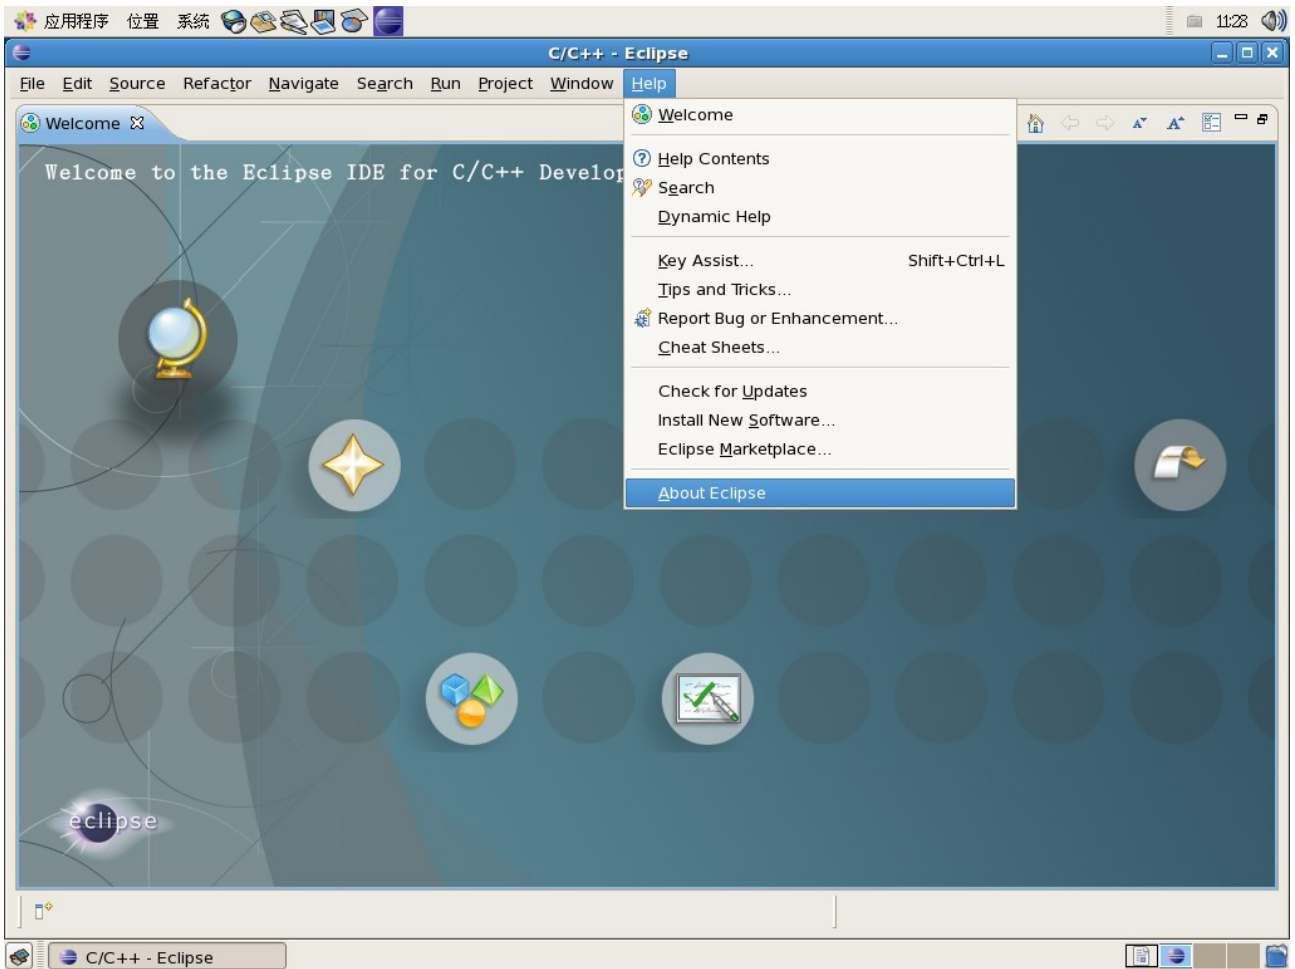 应用程序 位置 系统 11:28
C/C++ - Eclipse
File Edit Source Refactor Navigate Search Run Project Window Help
Welcome
Welcome to the Eclipse IDE for C/C++ Develop
Welcome
Help Contents
Search
Dynamic Help
Key Assist... Shift+Ctrl+L
Tips and Tricks...
Report Bug or Enhancement...
Cheat Sheets...
Check for Updates
Install New Software...
Eclipse Marketplace...
About Eclipse
eclipse
C/C++ - Eclipse